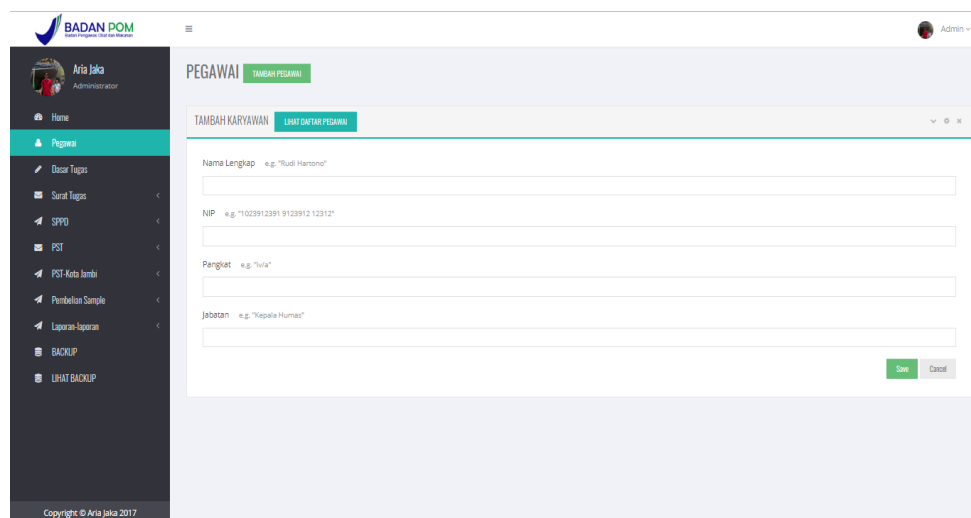 BADAN POM
Badan Pengawas Obat dan Makanan
Admin
Aria Jaka
Administrator
Home
Pegawai
Dasar Tugas
Surat Tugas
SPPD
PST
PST-Kota Jambi
Pembelian Sample
Laporan-laporan
BACKUP
LIHAT BACKUP
Copyright © Aria Jaka 2017
PEGAWAI TAMBAH PEGAWAI
TAMBAH KARYAWAN LIHAT DAFTAR PEGAWAI
Nama Lengkap e.g. "Rudi Hartono"
NIP e.g. "1023912391 9123912 12312"
Pangkat e.g. "Iv/a"
Jabatan e.g. "Kepala Humas"
Save Cancel